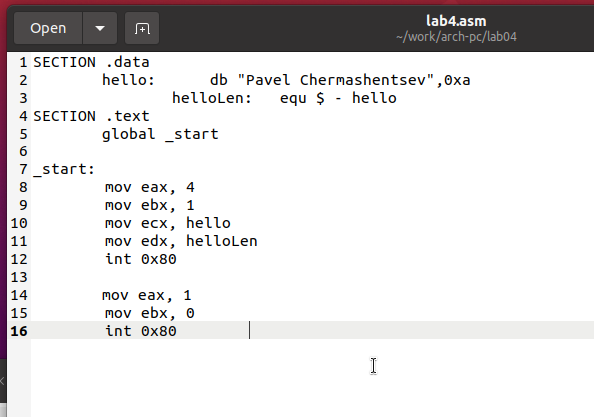 Open
lab4.asm
~/work/arch-pc/lab04
1 SECTION .data
2 hello: db "Pavel Chermashentsev",0xa
3 helloLen: equ $ - hello
4 SECTION .text
5 global _start
6
7 _start:
8 mov eax, 4
9 mov ebx, 1
10 mov ecx, hello
11 mov edx, helloLen
12 int 0x80
13
14 mov eax, 1
15 mov ebx, 0
16 int 0x80